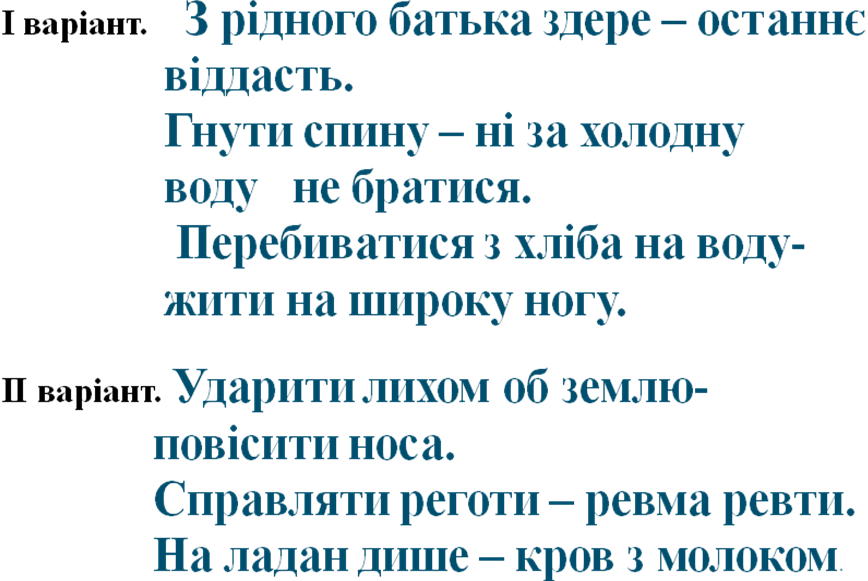 І варіант. З рідного батька здере – останнє
віддасть.
Гнути спину – ні за холодну
воду не братися.
Перебиватися з хліба на воду-
жити на широку ногу.
ІІ варіант. Ударити лихом об землю-
повісити носа.
Справляти реготи – ревма ревти.
На ладан дише – кров з молоком.